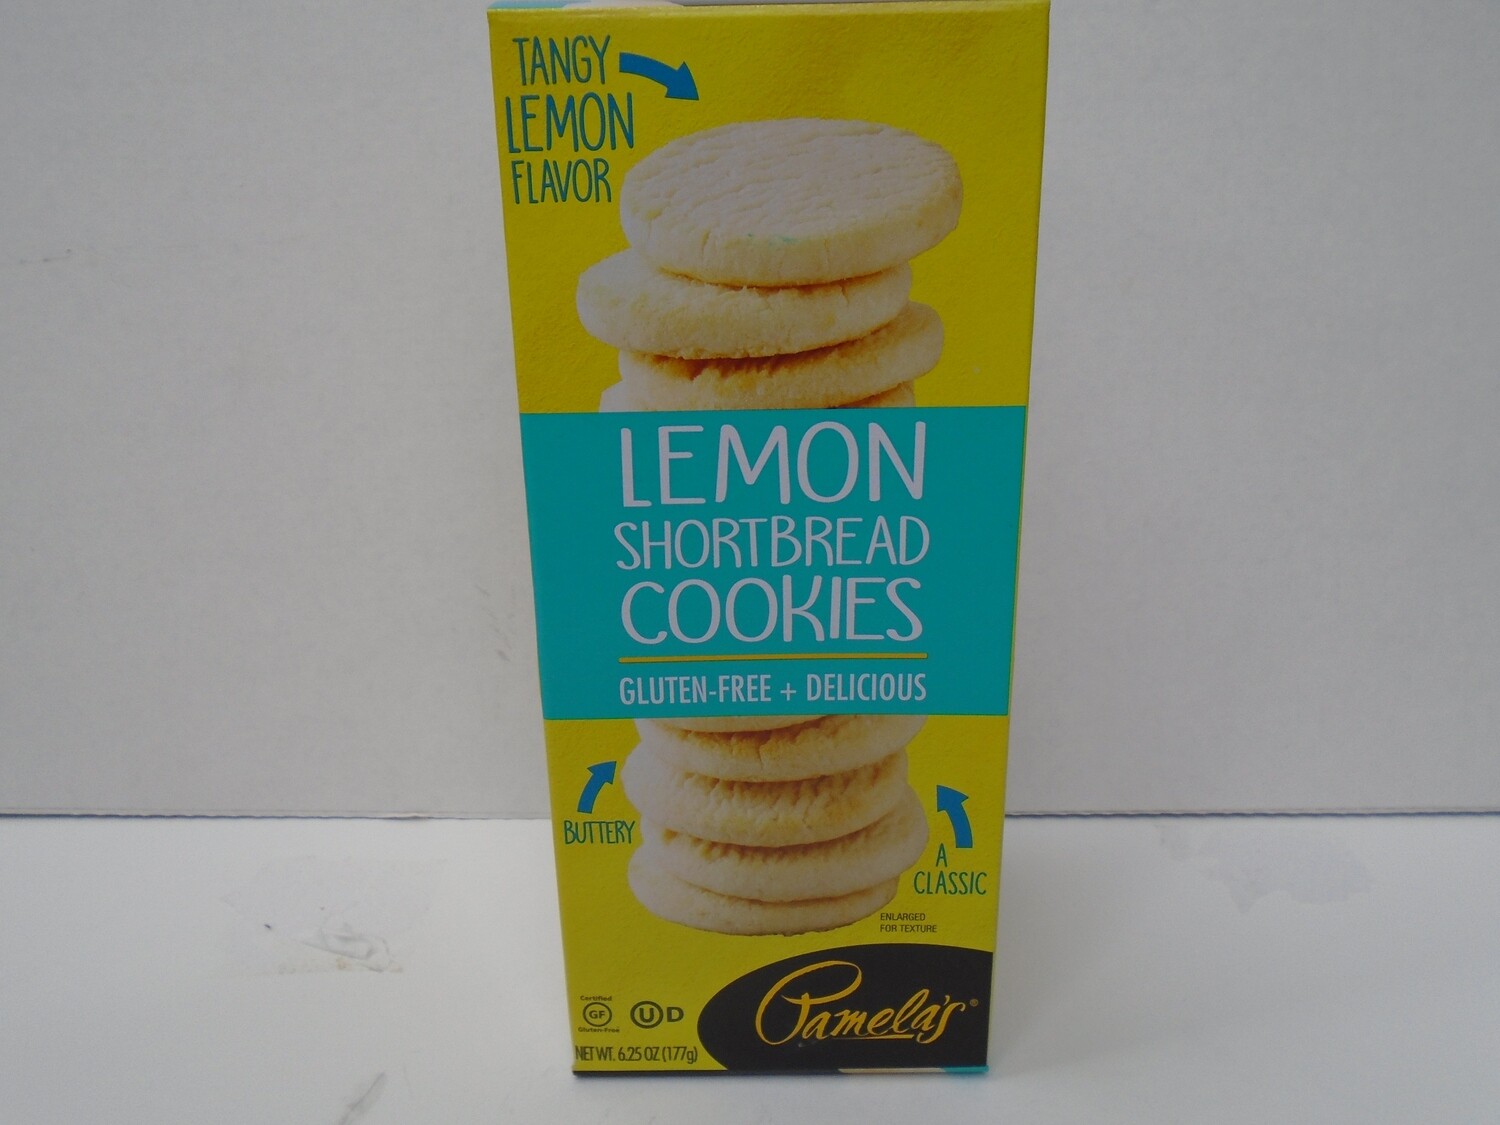 TANGY
LEMON
FLAVOR
LEMON
SHORTBREAD
COOKIES
GLUTEN-FREE + DELICIOUS
BUTTERY
A
CLASSIC
ENLARGED
FOR TEXTURE
Pamela's®
Certified
GF
Gluten-Free
U D
NET WT. 6.25 OZ (177g)